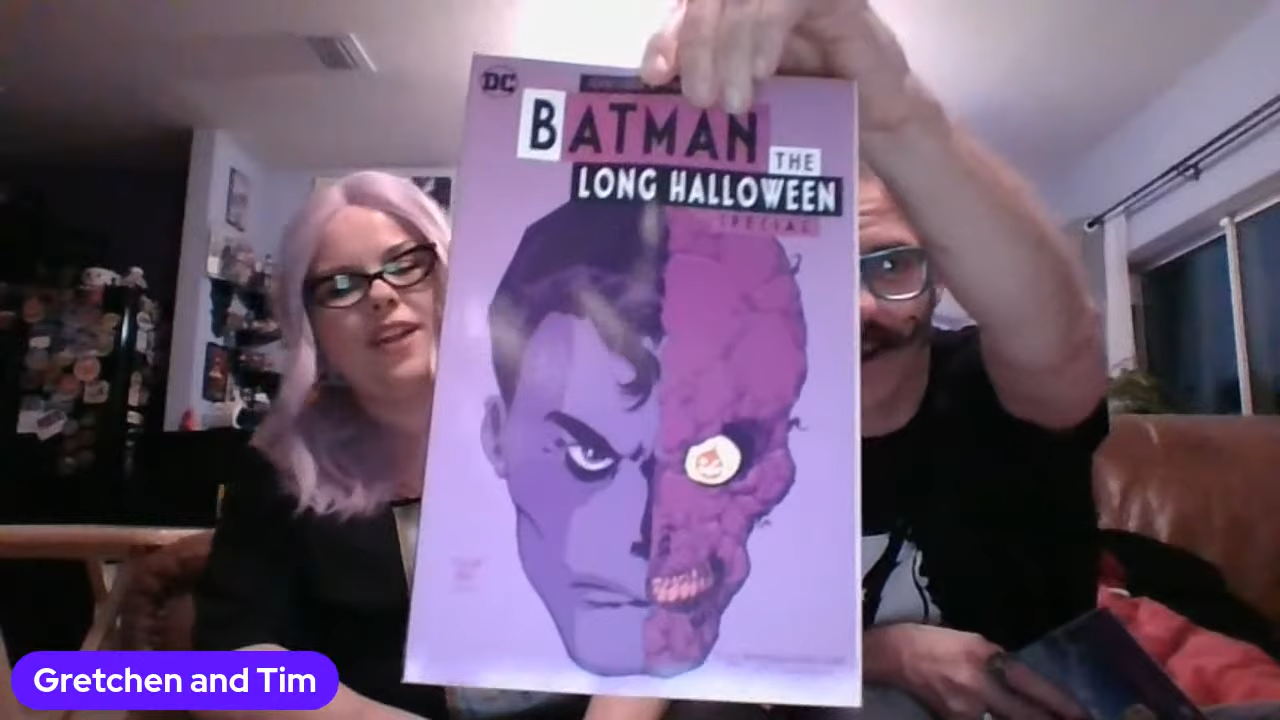 DC
BATMAN
THE
LONG HALLOWEEN
SPECIAL
Gretchen and Tim